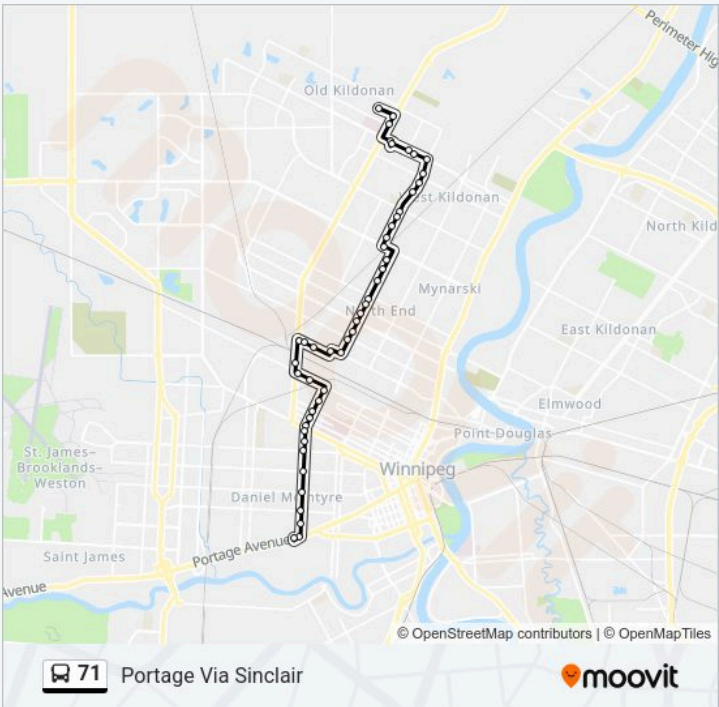 Perimeter Hig
Old Kildonan
West Kildonan
North Kild
Mynarski
North End
East Kildonan
Elmwood
Point Douglas
St. James–
Brooklands–
Weston
Winnipeg
Daniel McIntyre
Portage Avenue
Saint James
Avenue
© OpenStreetMap contributors | © OpenMapTiles
71 Portage Via Sinclair
moovit